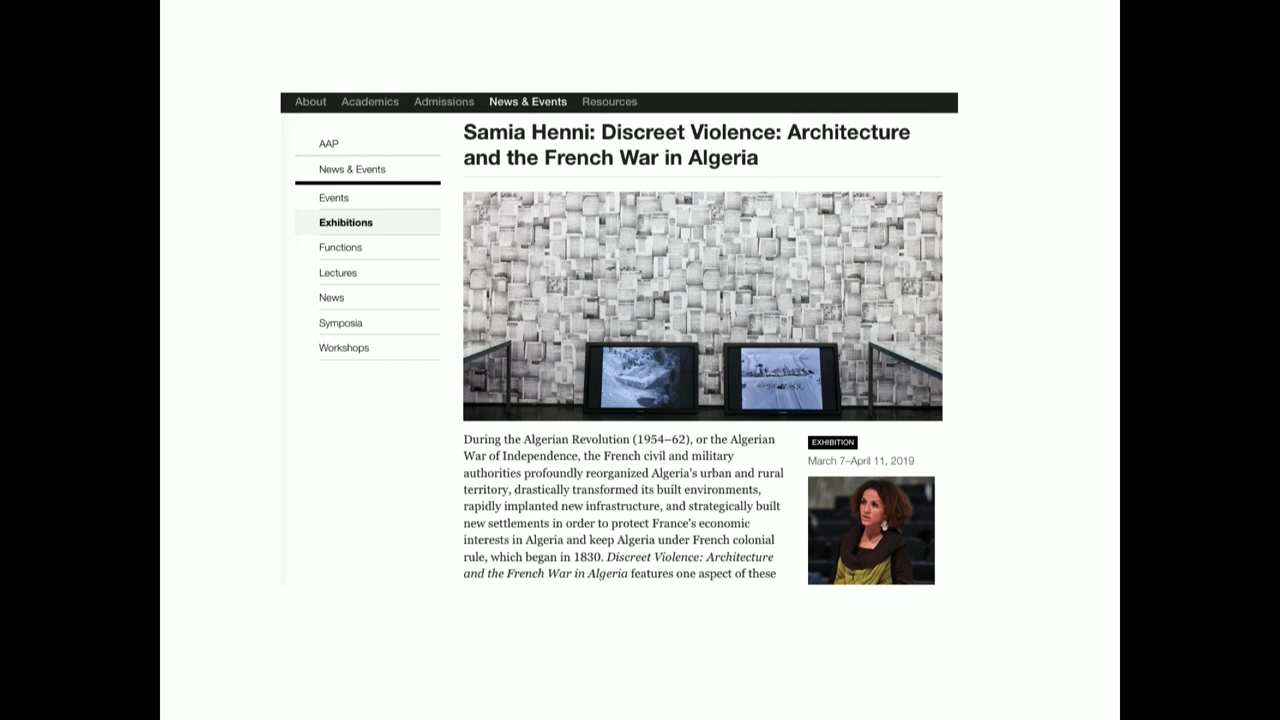 About Academics Admissions News & Events Resources
AAP
News & Events
Events
Exhibitions
Functions
Lectures
News
Symposia
Workshops
Samia Henni: Discreet Violence: Architecture
and the French War in Algeria
During the Algerian Revolution (1954–62), or the Algerian
War of Independence, the French civil and military
authorities profoundly reorganized Algeria's urban and rural
territory, drastically transformed its built environments,
rapidly implanted new infrastructure, and strategically built
new settlements in order to protect France's economic
interests in Algeria and keep Algeria under French colonial
rule, which began in 1830. Discreet Violence: Architecture
and the French War in Algeria features one aspect of these
EXHIBITION
March 7–April 11, 2019